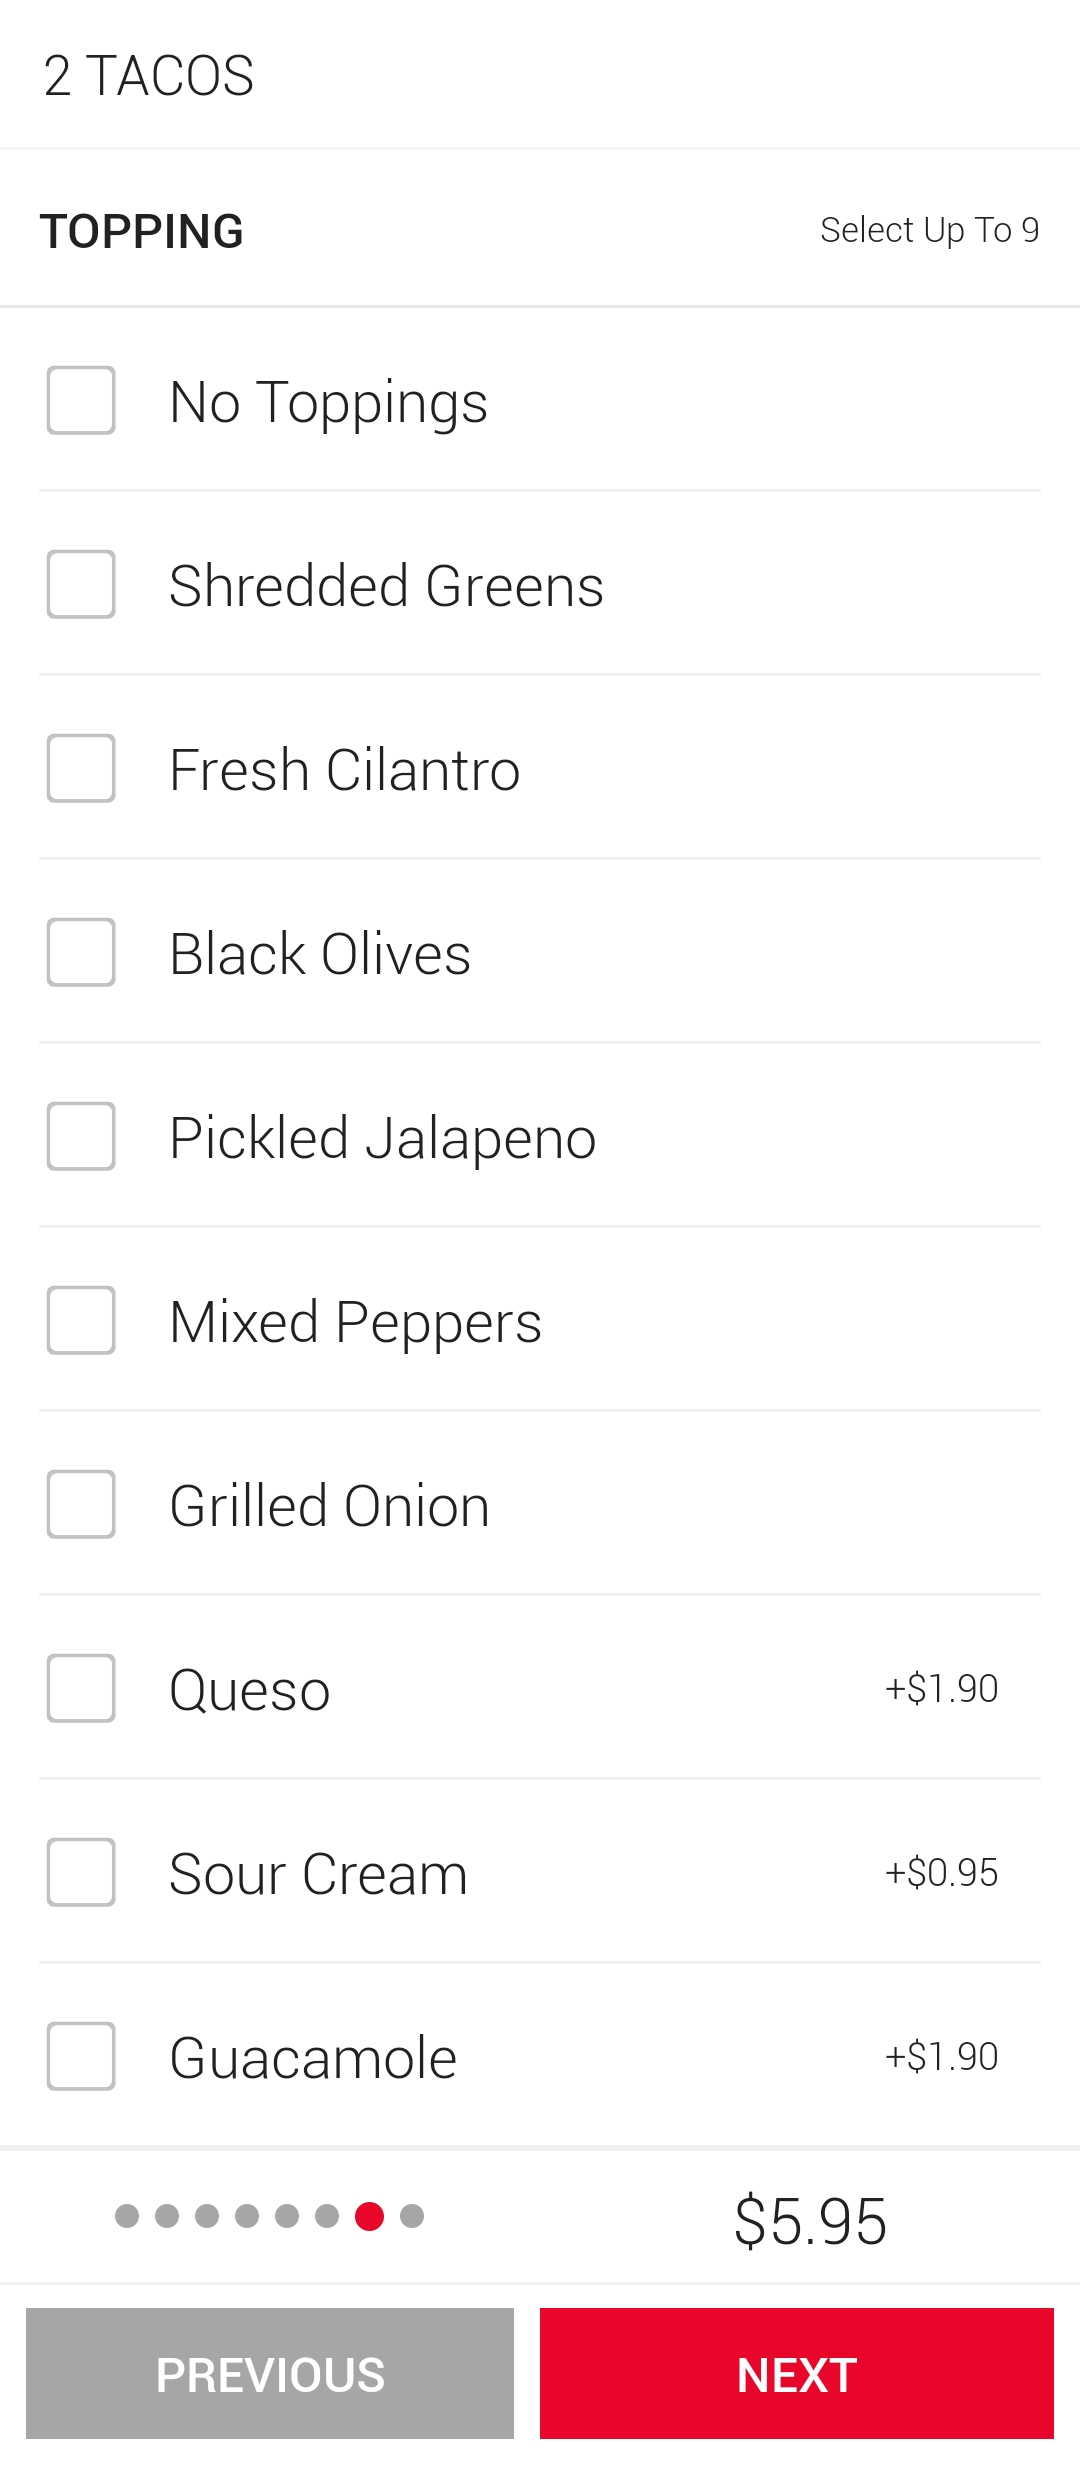 2 TACOS
TOPPING
Select Up To 9
No Toppings
Shredded Greens
Fresh Cilantro
Black Olives
Pickled Jalapeno
Mixed Peppers
Grilled Onion
Queso +$1.90
Sour Cream +$0.95
Guacamole +$1.90
$5.95
PREVIOUS NEXT